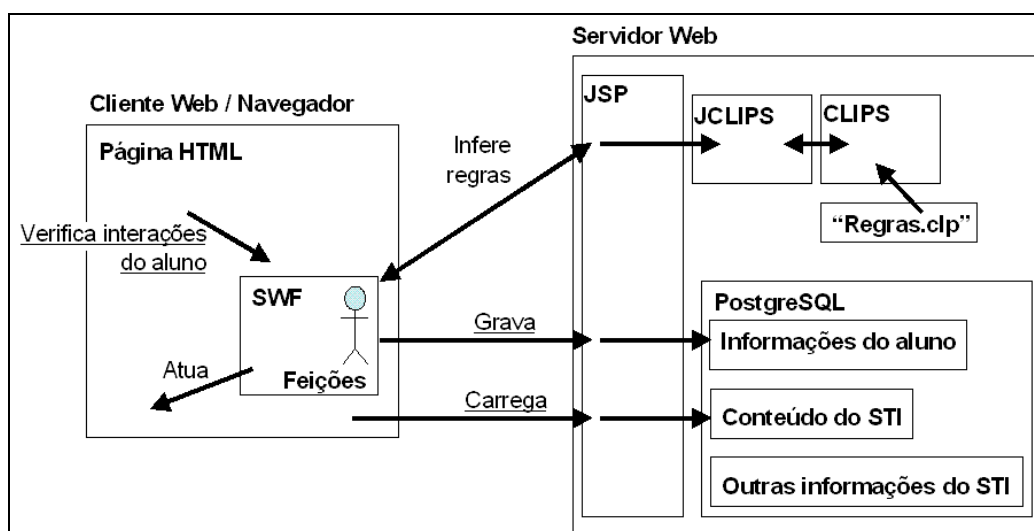 Servidor Web
Cliente Web / Navegador
Página HTML
Verifica interações
do aluno
SWF
Feições
Atua
Infere
regras
Grava
Carrega
JSP
JCLIPS
CLIPS
“Regras.clp”
PostgreSQL
Informações do aluno
Conteúdo do STI
Outras informações do STI